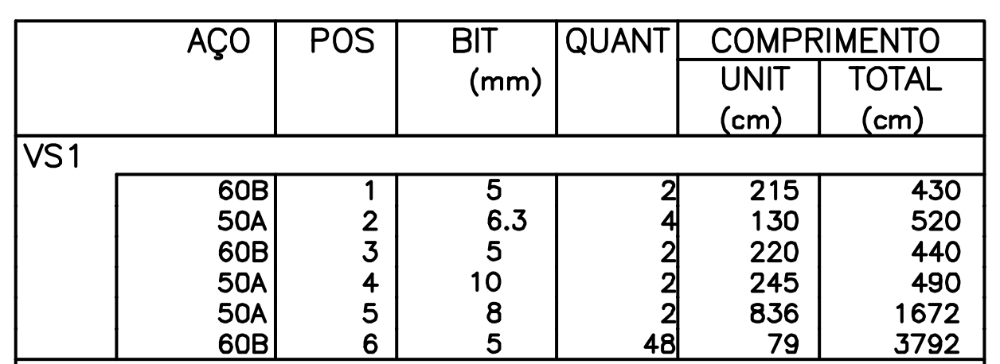 AÇO POS BIT QUANT COMPRIMENTO
(mm) UNIT TOTAL
(cm) (cm)
VS1
60B 1 5 2 215 430
50A 2 6.3 4 130 520
60B 3 5 2 220 440
50A 4 10 2 245 490
50A 5 8 2 836 1672
60B 6 5 48 79 3792